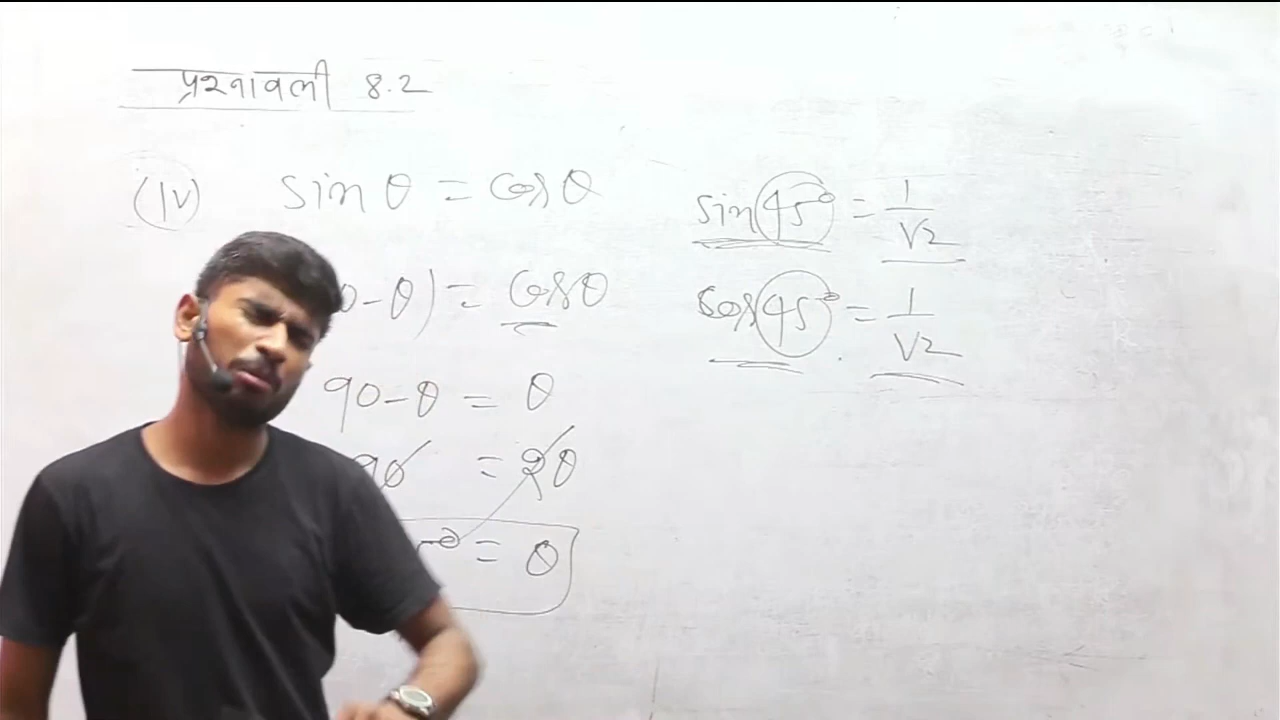 प्रश्नावली 8.2
(iv) sin θ = cos θ
-θ) = cos θ
90-θ = θ
90 = 2θ
= θ
sin 45° = 1/√2
cos 45° = 1/√2